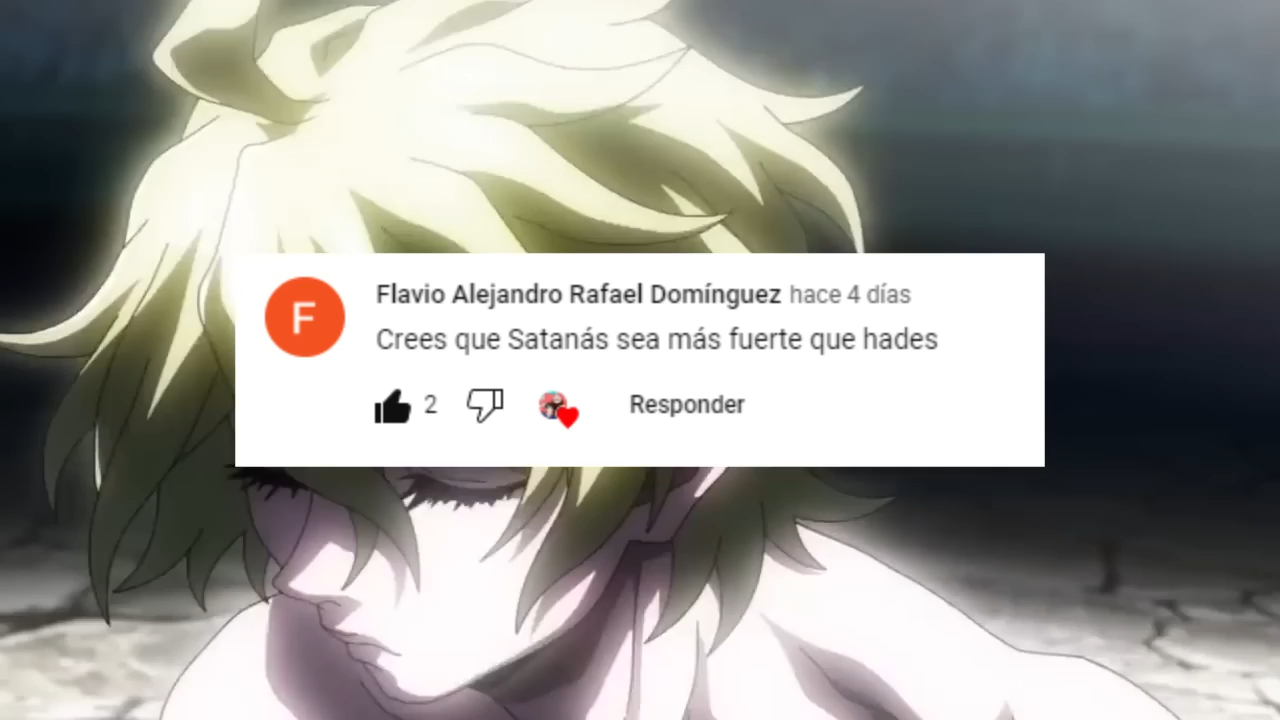 F
Flavio Alejandro Rafael Domínguez hace 4 días
Crees que Satanás sea más fuerte que hades
2
Responder